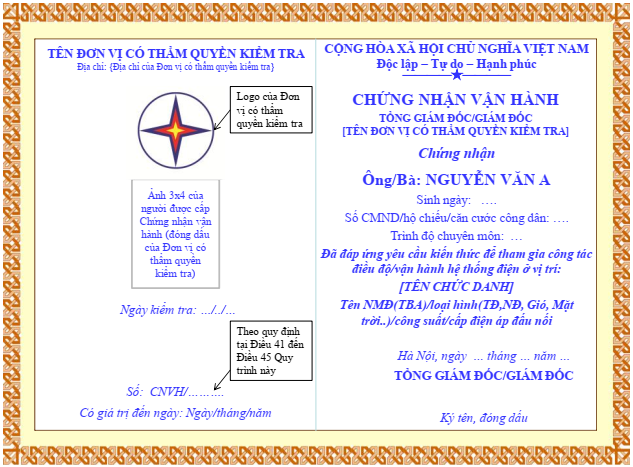 TÊN ĐƠN VỊ CÓ THẨM QUYỀN KIỂM TRA
Địa chỉ: {Địa chỉ của Đơn vị có thẩm quyền kiểm tra}
Logo của Đơn
vị có thẩm
quyền kiểm tra
Ảnh 3x4 của
người được cấp
Chứng nhận vận
hành (đóng dấu
của Đơn vị có
thẩm quyền
kiểm tra)
Ngày kiểm tra: …/../…
Theo quy định
tại Điều 41 đến
Điều 45 Quy
trình này
Số: CNVH/……….
Có giá trị đến ngày: Ngày/tháng/năm
CỘNG HÒA XÃ HỘI CHỦ NGHĨA VIỆT NAM
Độc lập – Tự do – Hạnh phúc
CHỨNG NHẬN VẬN HÀNH
TỔNG GIÁM ĐỐC/GIÁM ĐỐC
[TÊN ĐƠN VỊ CÓ THẨM QUYỀN KIỂM TRA]
Chứng nhận
Ông/Bà: NGUYỄN VĂN A
Sinh ngày: ….
Số CMND/hộ chiếu/căn cước công dân: ….
Trình độ chuyên môn: …
Đã đáp ứng yêu cầu kiến thức để tham gia công tác
điều độ/vận hành hệ thống điện ở vị trí:
[TÊN CHỨC DANH]
Tên NMĐ(TBA)/loại hình(TĐ,NĐ, Gió, Mặt
trời..)/công suất/cấp điện áp đấu nối
Hà Nội, ngày … tháng … năm …
TỔNG GIÁM ĐỐC/GIÁM ĐỐC
Ký tên, đóng dấu